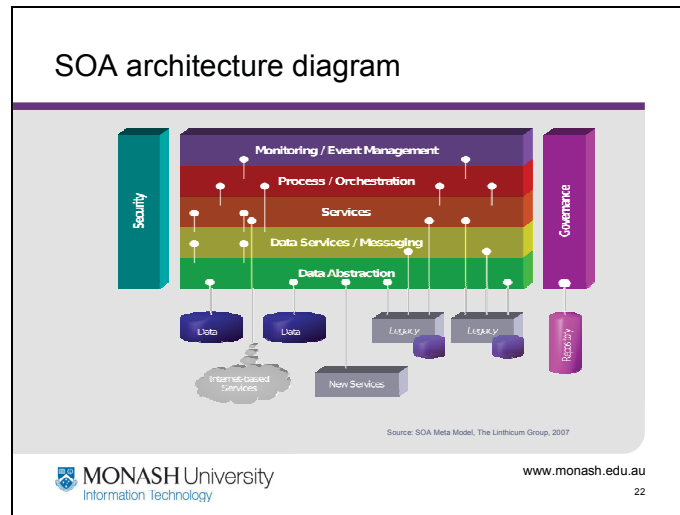 SOA architecture diagram
Security
Monitoring / Event Management
Process / Orchestration
Services
Data Services / Messaging
Data Abstraction
Governance
Data
Data
Legacy
Legacy
Repository
Internet-based
Services
New Services
Source: SOA Meta Model, The Linthicum Group, 2007
MONASH University
Information Technology
www.monash.edu.au
22